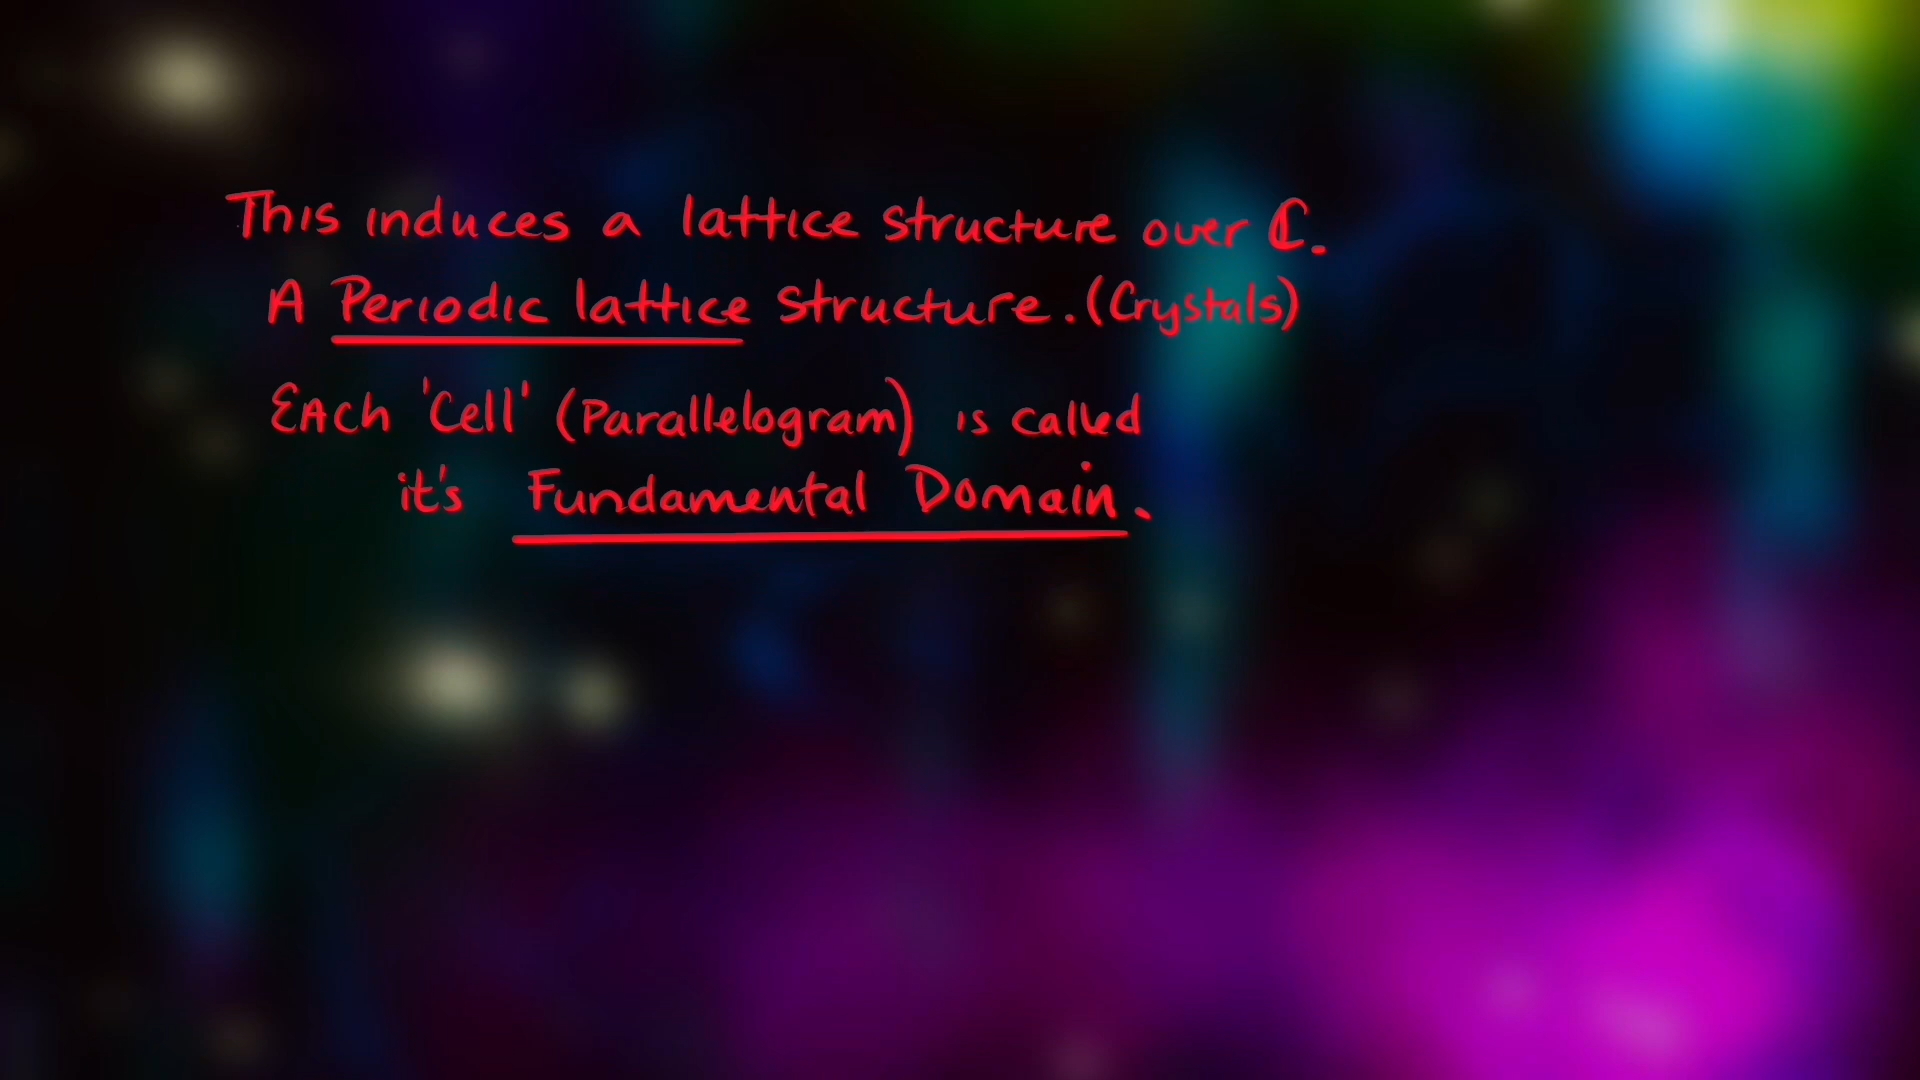 This induces a lattice structure over ℂ.
A Periodic lattice Structure. (Crystals)
Each 'Cell' (Parallelogram) is called
it's Fundamental Domain.